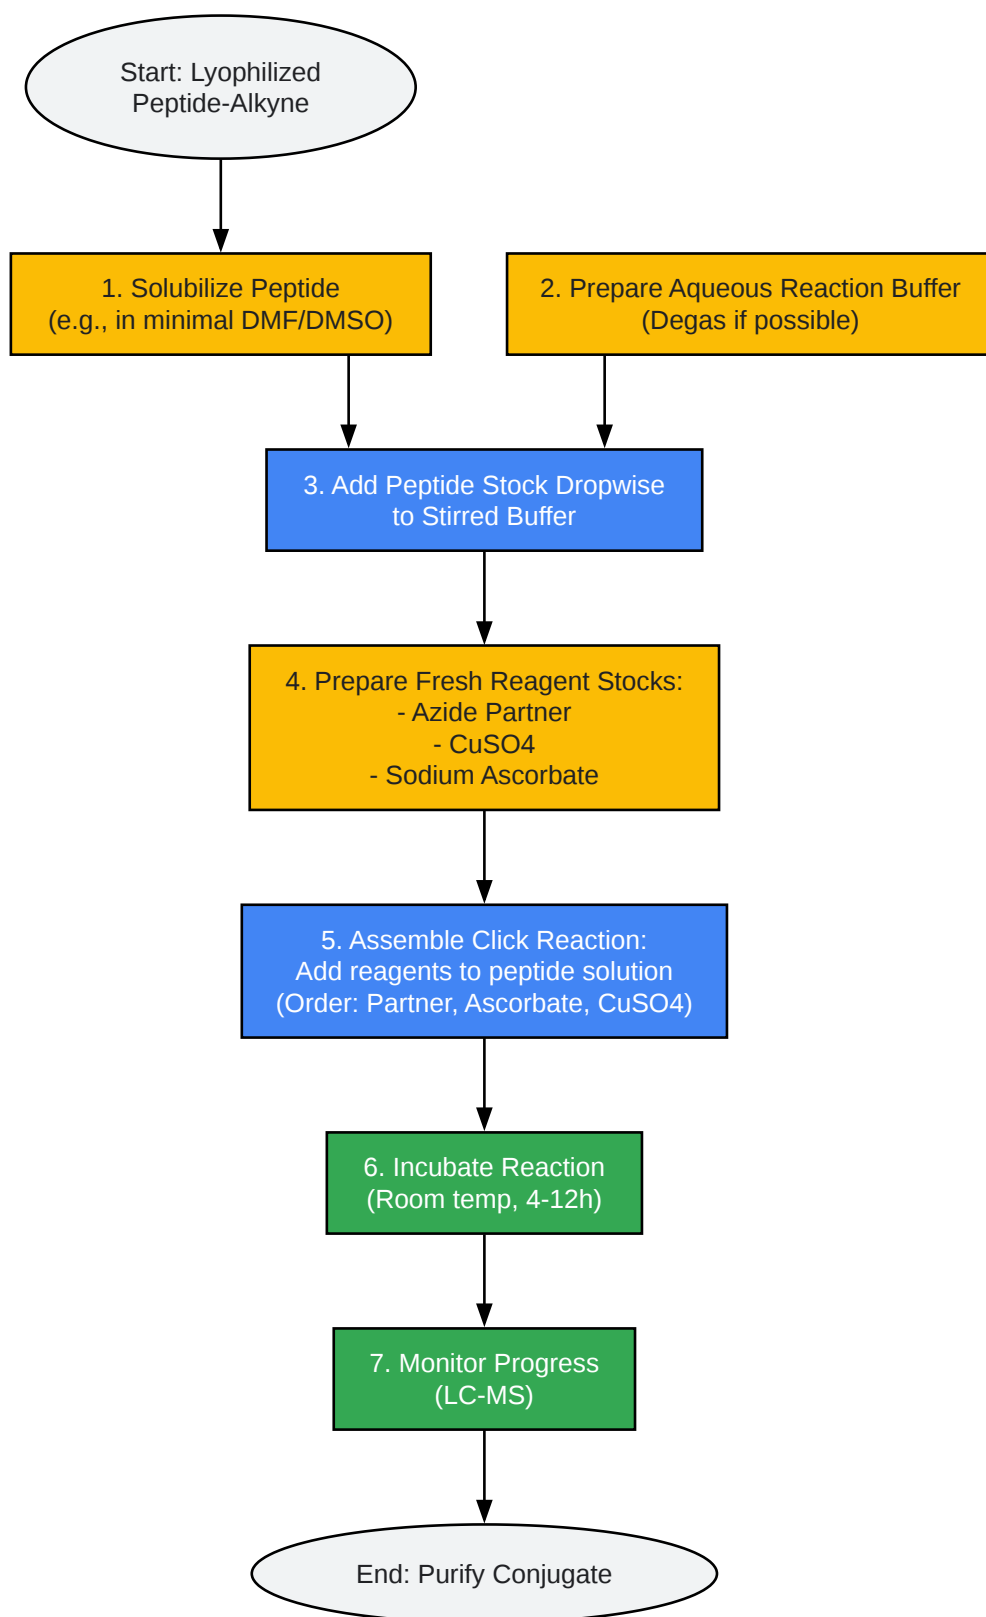 Start: Lyophilized
Peptide-Alkyne
1. Solubilize Peptide
(e.g., in minimal DMF/DMSO)
2. Prepare Aqueous Reaction Buffer
(Degas if possible)
3. Add Peptide Stock Dropwise
to Stirred Buffer
4. Prepare Fresh Reagent Stocks:
- Azide Partner
- CuSO4
- Sodium Ascorbate
5. Assemble Click Reaction:
Add reagents to peptide solution
(Order: Partner, Ascorbate, CuSO4)
6. Incubate Reaction
(Room temp, 4-12h)
7. Monitor Progress
(LC-MS)
End: Purify Conjugate